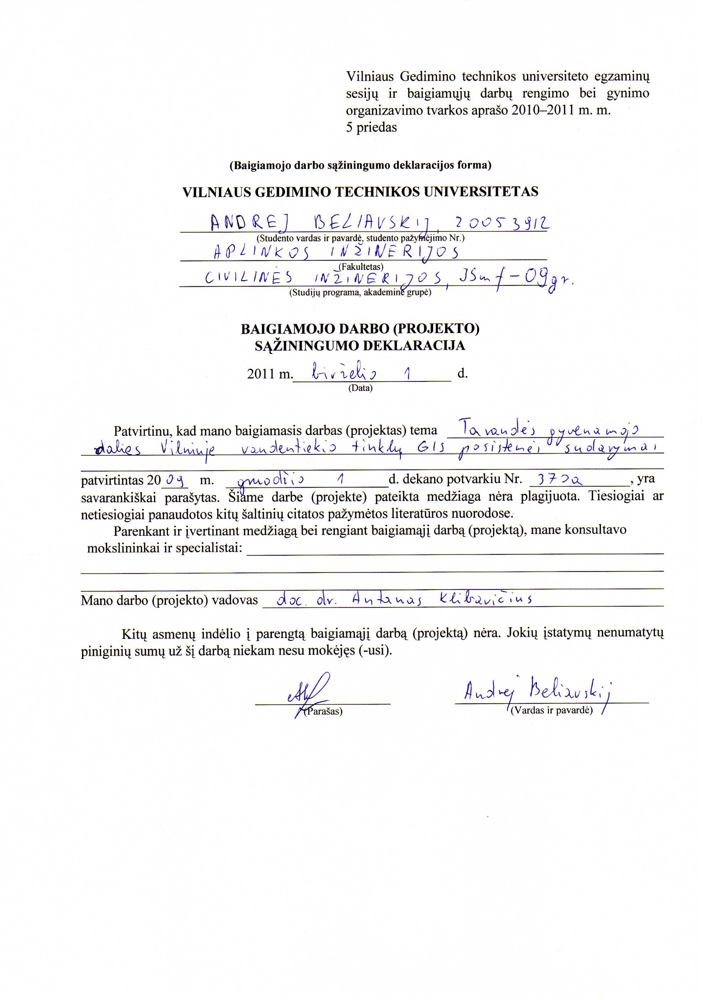 Vilniaus Gedimino technikos universiteto egzaminų
sesijų ir baigiamųjų darbų rengimo bei gynimo
organizavimo tvarkos aprašo 2010–2011 m. m.
5 priedas
(Baigiamojo darbo sąžiningumo deklaracijos forma)
VILNIAUS GEDIMINO TECHNIKOS UNIVERSITETAS
ANDREJ BELIAVSKIJ, 20053912
(Studento vardas ir pavardė, studento pažymėjimo Nr.)
APLINKOS INŽINERIJOS
(Fakultetas)
CIVILINĖS INŽINERIJOS, ISmf-09gr.
(Studijų programa, akademinė grupė)
BAIGIAMOJO DARBO (PROJEKTO)
SĄŽININGUMO DEKLARACIJA
2011 m. birželio 1 d.
(Data)
Patvirtinu, kad mano baigiamasis darbas (projektas) tema Tarandės gyvenamojo
dalies Vilniuje vandentiekio tinklų GIS posistemės sudarymas
patvirtintas 2009 m. gruodžio 1 d. dekano potvarkiu Nr. , yra
savarankiškai parašytas. Šiame darbe (projekte) pateikta medžiaga nėra plagijuota. Tiesiogiai ar
netiesiogiai panaudotos kitų šaltinių citatos pažymėtos literatūros nuorodose.
Parenkant ir įvertinant medžiagą bei rengiant baigiamąjį darbą (projektą), mane konsultavo
mokslininkai ir specialistai:
Mano darbo (projekto) vadovas doc. dr. Antanas Klibavičius
Kitų asmenų indėlio į parengtą baigiamąjį darbą (projektą) nėra. Jokių įstatymų nenumatytų
piniginių sumų už šį darbą niekam nesu mokėjęs (-usi).
Andrej Beliavskij
(Parašas) (Vardas ir pavardė)